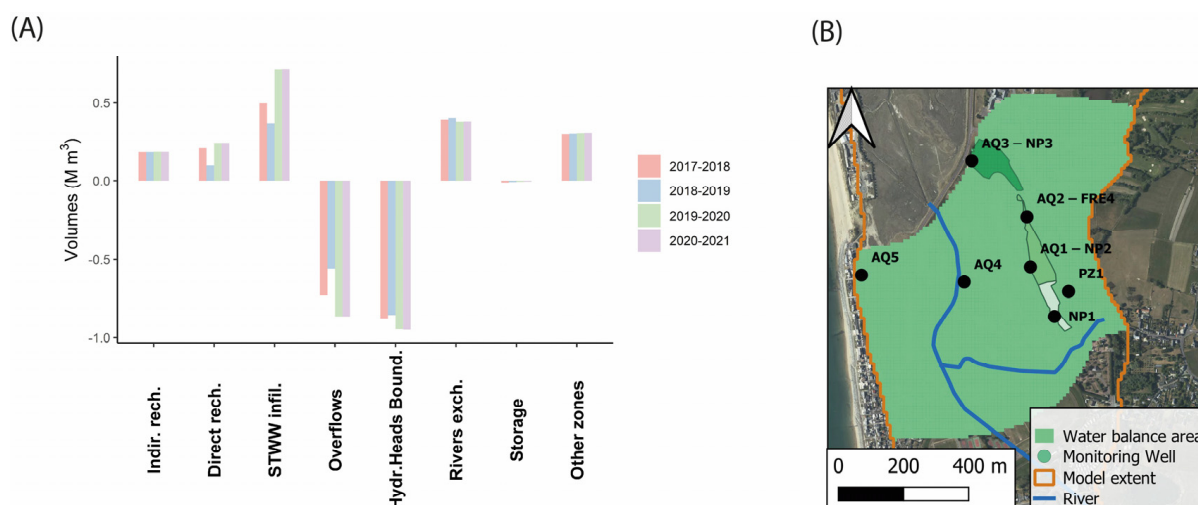 (A)
(B)
Volumes (M m³)
0.5
0.0
-0.5
-1.0
Indir. rech.
Direct rech.
STWW infil.
Overflows
Hydr.Heads Bound.
Rivers exch.
Storage
Other zones
2017-2018
2018-2019
2019-2020
2020-2021
AQ3 – NP3
AQ2 – FRE4
AQ1 – NP2
AQ5
AQ4
PZ1
NP1
0 200 400 m
Water balance area
Monitoring Well
Model extent
River